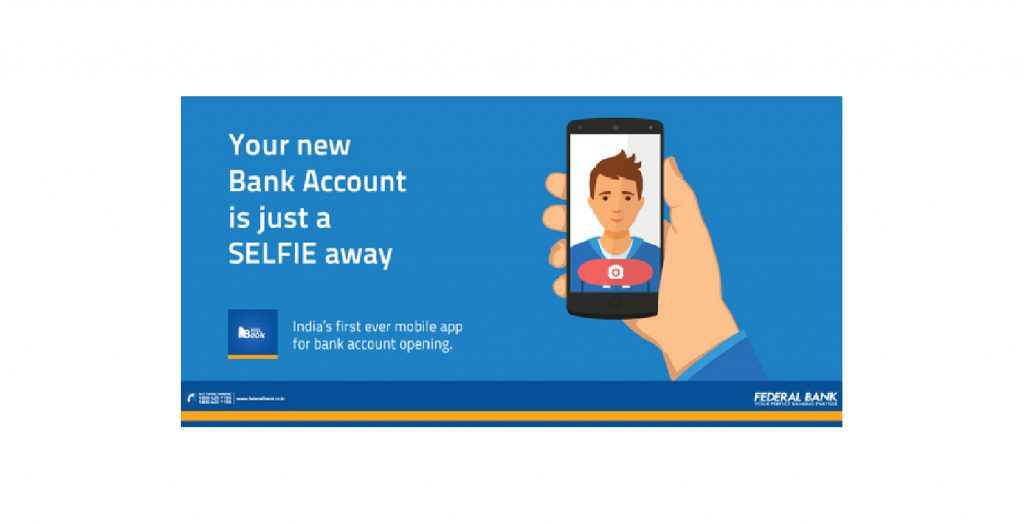 Your new
Bank Account
is just a
SELFIE away
FED
BOOK
India's first ever mobile app
for bank account opening.
1800 425 1199
1800 420 1199
www.federalbank.co.in
FEDERAL BANK
YOUR PERFECT BANKING PARTNER